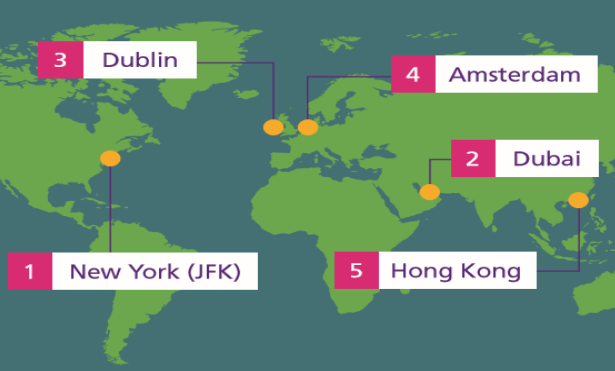 3 Dublin
4 Amsterdam
2 Dubai
1 New York (JFK)
5 Hong Kong